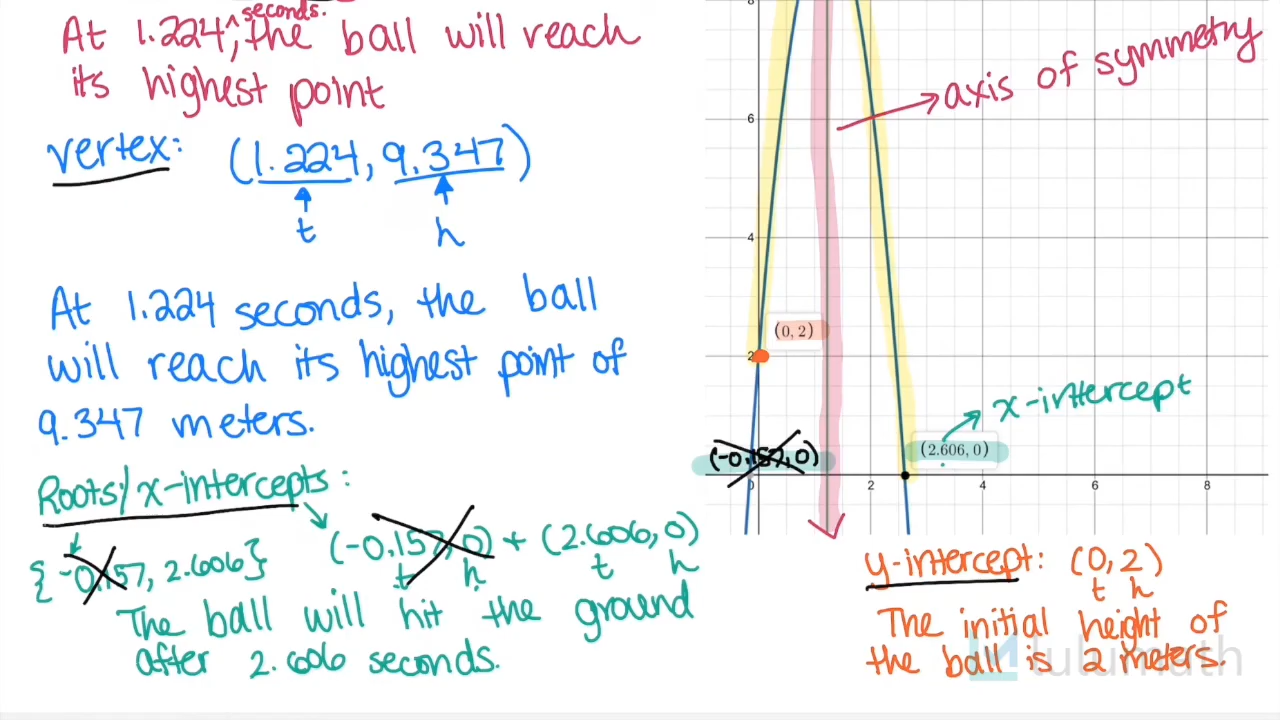 seconds.
At 1.224^, the ball will reach
its highest point
vertex: (1.224, 9.347)
t h
At 1.224 seconds, the ball
will reach its highest point of
9.347 meters.
Roots/x-intercepts:
{-0.157, 2.606}
(-0.157, 0) + (2.606, 0)
t h t h
The ball will hit the ground
after 2.606 seconds.
8
axis of symmetry
6
4
(0, 2)
2
x-intercept
(-0.157, 0)
(2.606, 0)
0 2 4 6 8
y-intercept: (0, 2)
t h
The initial height of
the ball is 2 meters.
lulumath